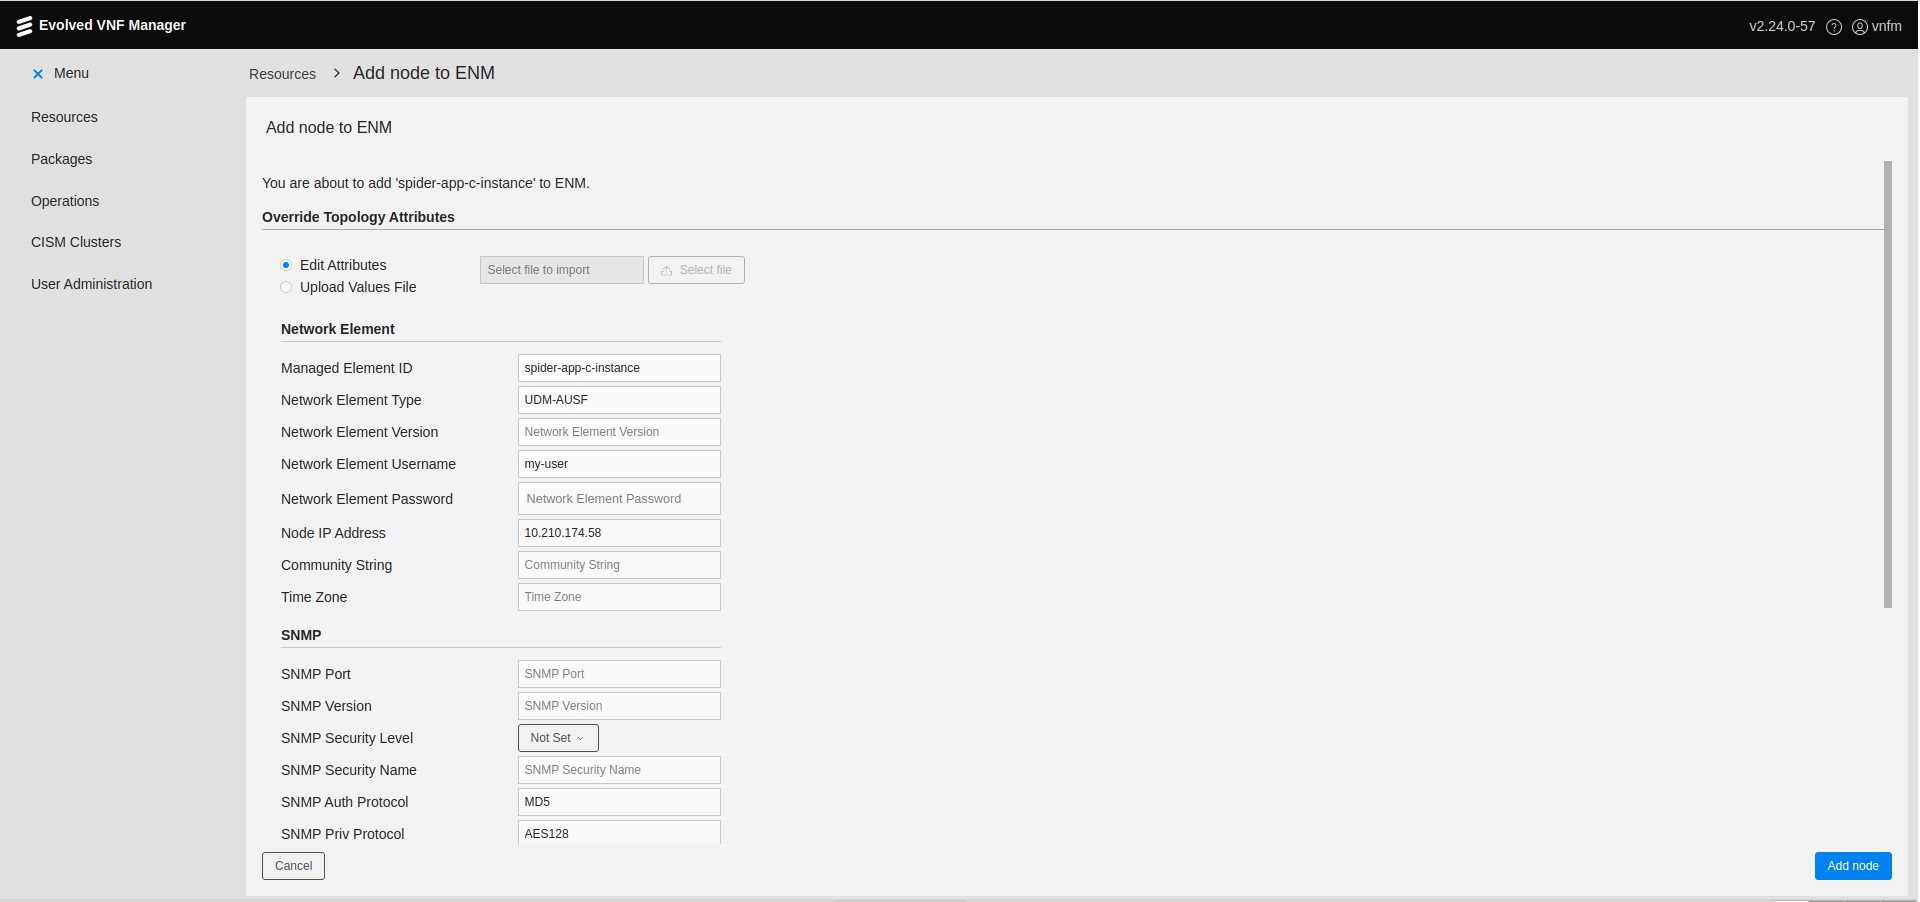 Evolved VNF Manager
v2.24.0-57 ? vnfm
Menu
Resources
Packages
Operations
CISM Clusters
User Administration
Resources > Add node to ENM
Add node to ENM
You are about to add 'spider-app-c-instance' to ENM.
Override Topology Attributes
Edit Attributes
Upload Values File
Select file to import Select file
Network Element
Managed Element ID spider-app-c-instance
Network Element Type UDM-AUSF
Network Element Version Network Element Version
Network Element Username my-user
Network Element Password Network Element Password
Node IP Address 10.210.174.58
Community String Community String
Time Zone Time Zone
SNMP
SNMP Port SNMP Port
SNMP Version SNMP Version
SNMP Security Level Not Set
SNMP Security Name SNMP Security Name
SNMP Auth Protocol MD5
SNMP Priv Protocol AES128
Cancel Add node